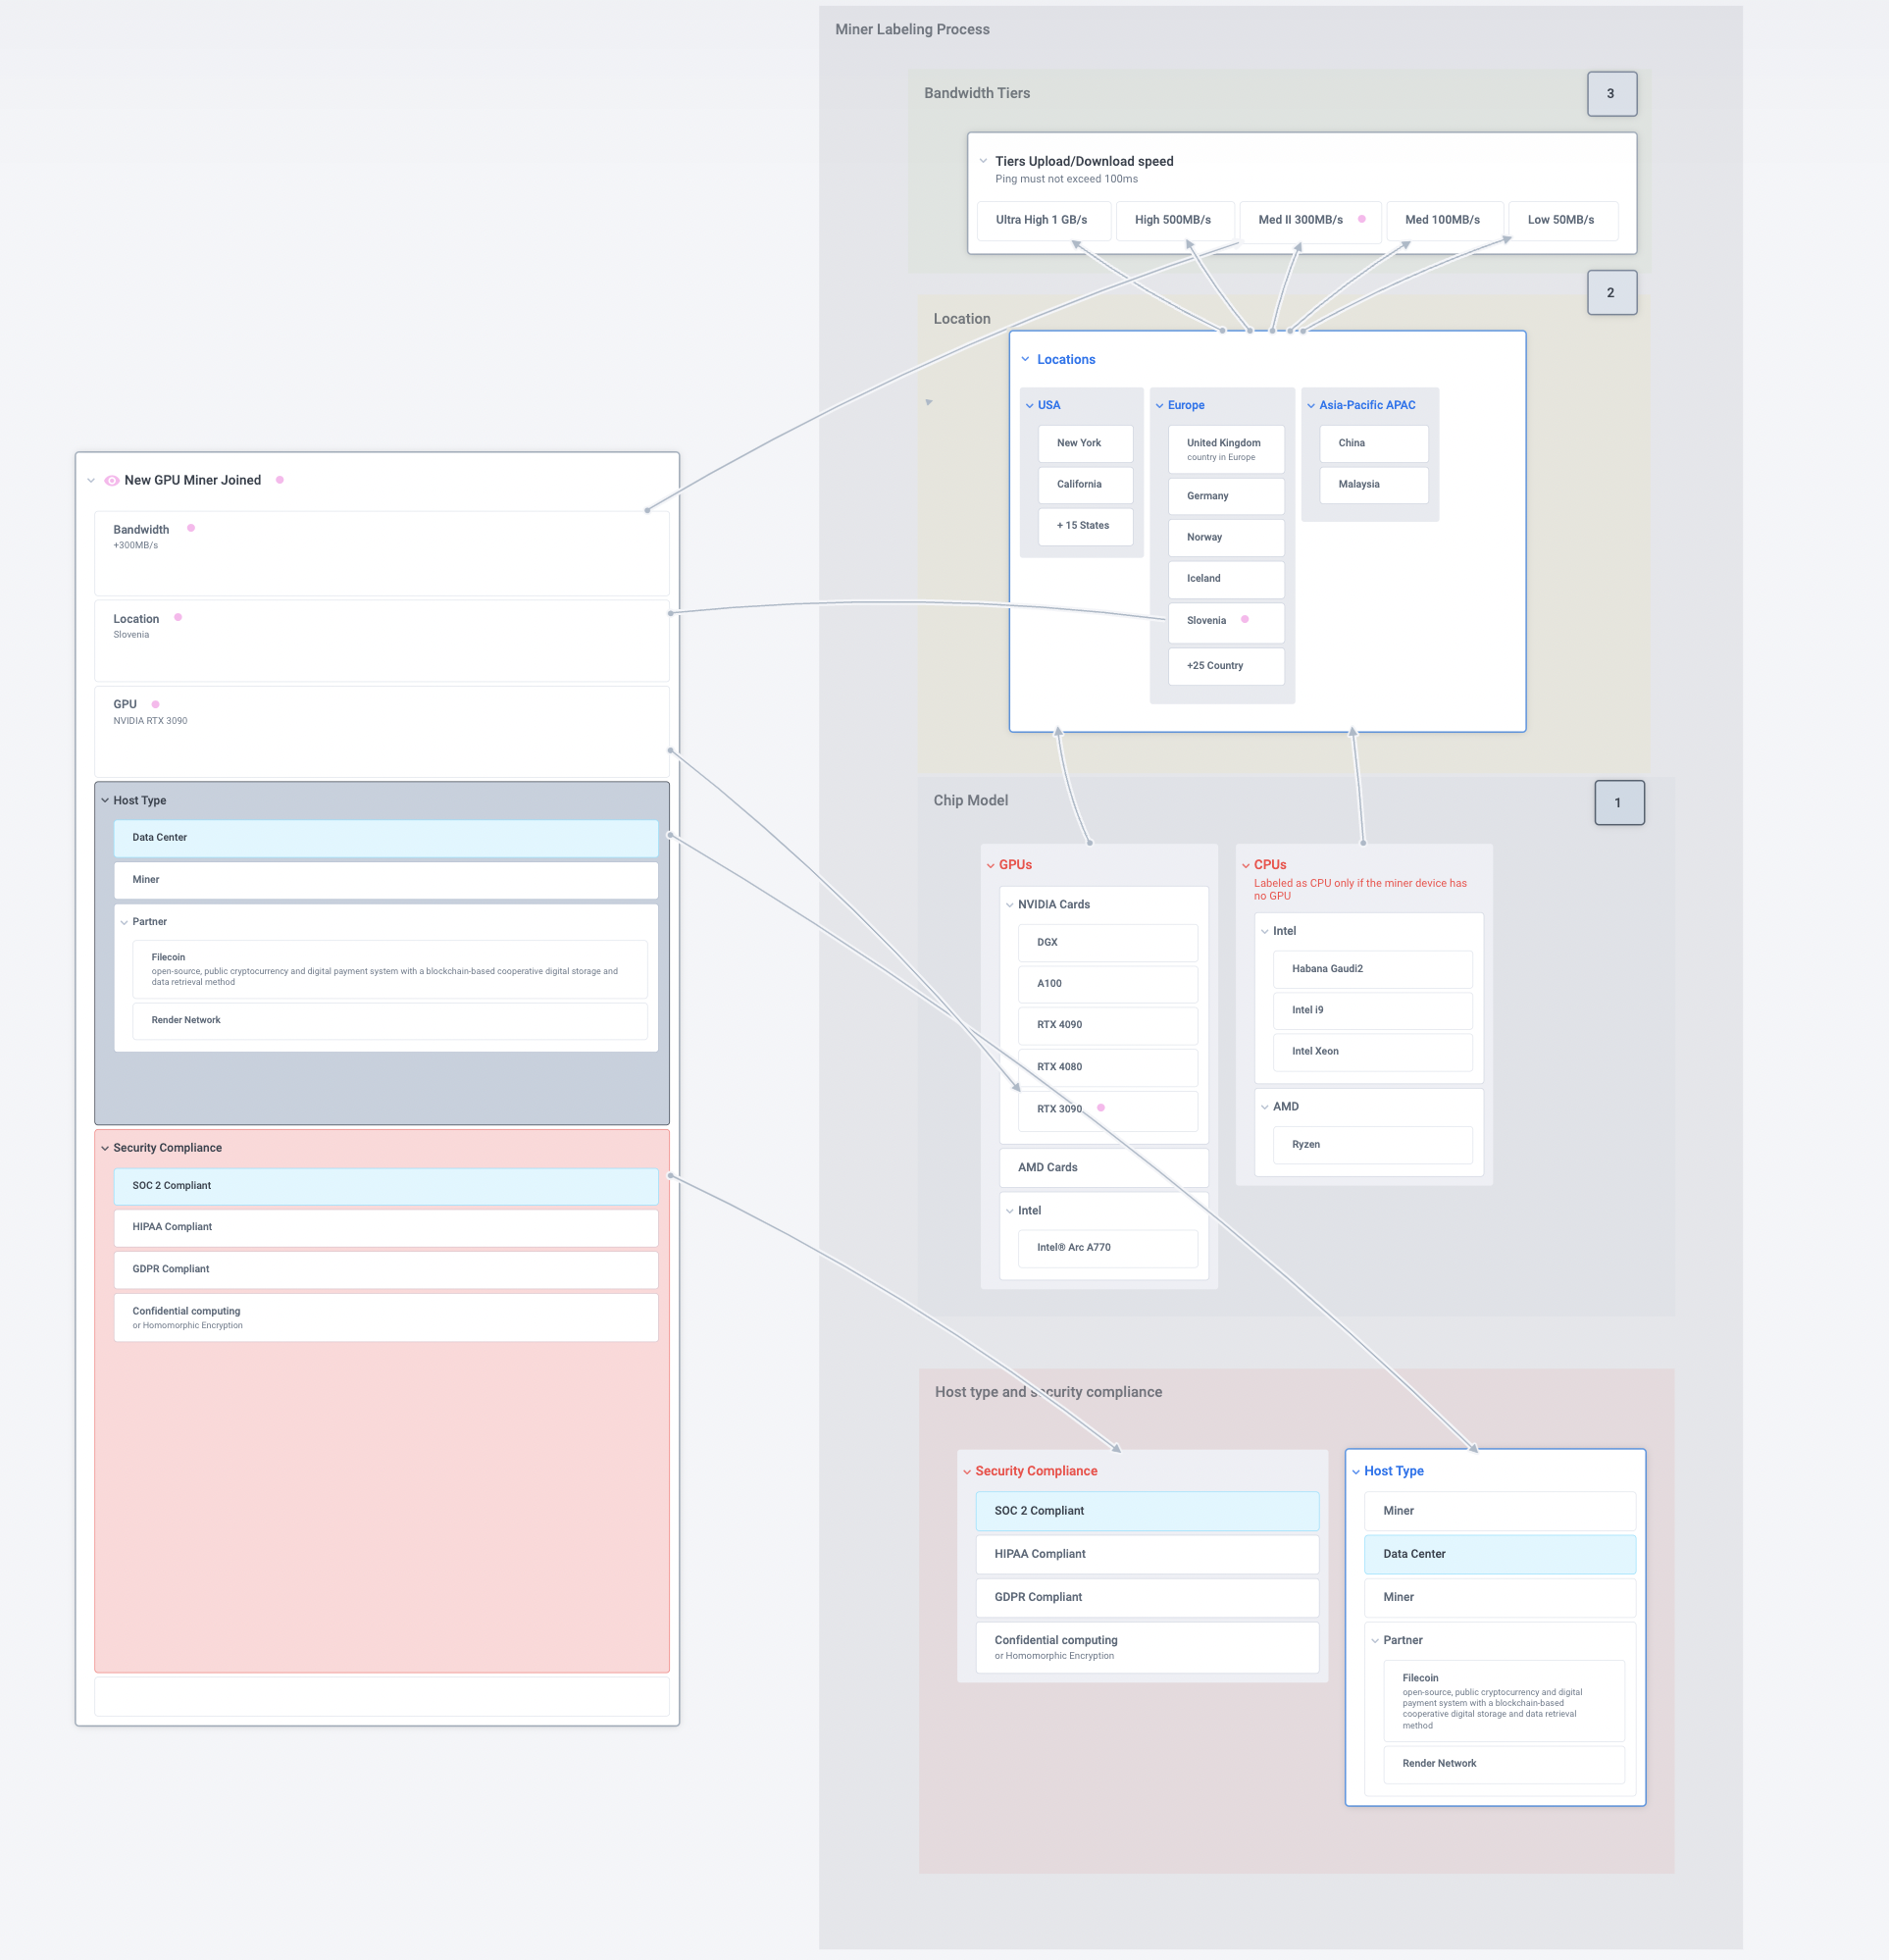 Miner Labeling Process
Bandwidth Tiers
3
Tiers Upload/Download speed
Ping must not exceed 100ms
Ultra High 1 GB/s
High 500MB/s
Med II 300MB/s
Med 100MB/s
Low 50MB/s
2
Location
Locations
USA
New York
California
+ 15 States
Europe
United Kingdom
country in Europe
Germany
Norway
Iceland
Slovenia
+25 Country
Asia-Pacific APAC
China
Malaysia
New GPU Miner Joined
Bandwidth
+300MB/s
Location
Slovenia
GPU
NVIDIA RTX 3090
Host Type
Data Center
Miner
Partner
Filecoin
open-source, public cryptocurrency and digital payment system with a blockchain-based cooperative digital storage and
data retrieval method
Render Network
Security Compliance
SOC 2 Compliant
HIPAA Compliant
GDPR Compliant
Confidential computing
or Homomorphic Encryption
Chip Model
1
GPUs
NVIDIA Cards
DGX
A100
RTX 4090
RTX 4080
RTX 3090
AMD Cards
Intel
Intel® Arc A770
CPUs
Labeled as CPU only if the miner device has
no GPU
Intel
Habana Gaudi2
Intel i9
Intel Xeon
AMD
Ryzen
Host type and security compliance
Security Compliance
SOC 2 Compliant
HIPAA Compliant
GDPR Compliant
Confidential computing
or Homomorphic Encryption
Host Type
Miner
Data Center
Miner
Partner
Filecoin
open-source, public cryptocurrency and digital
payment system with a blockchain-based
cooperative digital storage and data retrieval
method
Render Network